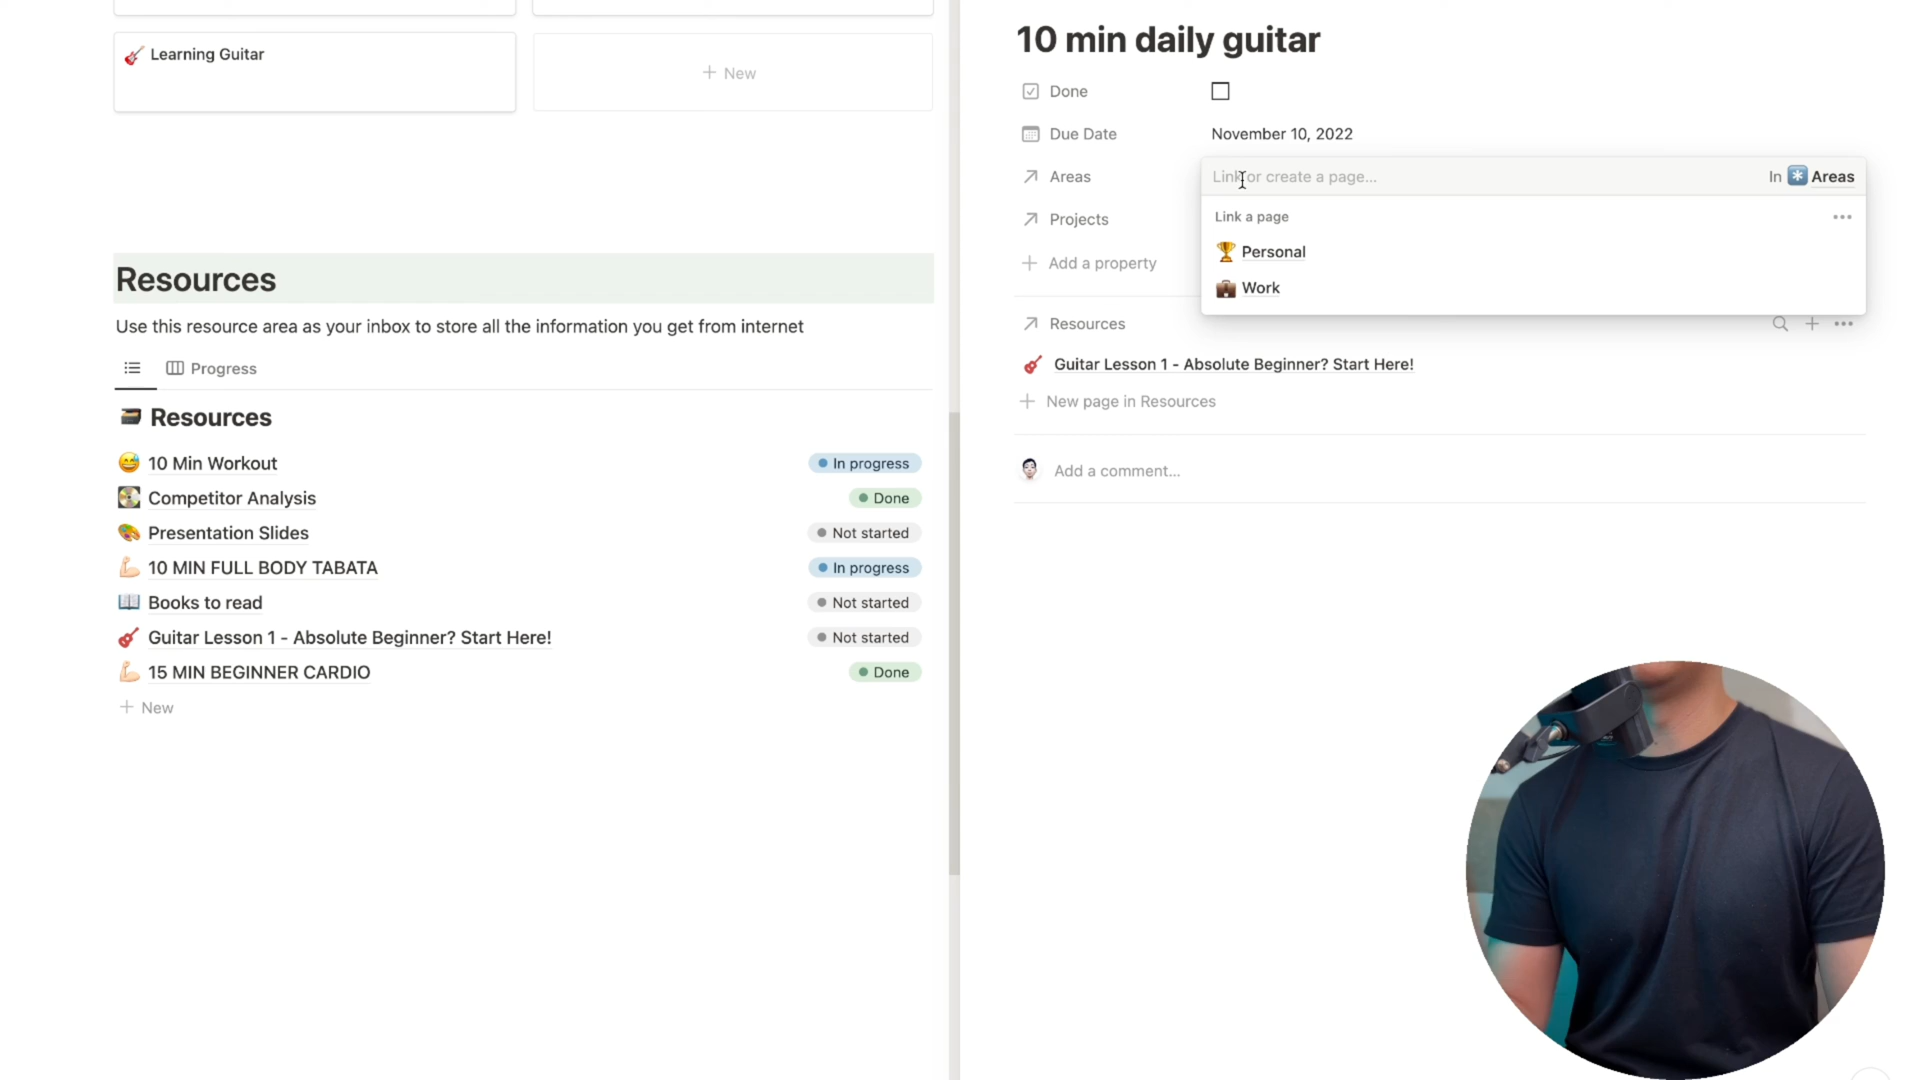 Learning Guitar
+ New
Resources
Use this resource area as your inbox to store all the information you get from internet
Progress
Resources
10 Min Workout
In progress
Competitor Analysis
Done
Presentation Slides
Not started
10 MIN FULL BODY TABATA
In progress
Books to read
Not started
Guitar Lesson 1 - Absolute Beginner? Start Here!
Not started
15 MIN BEGINNER CARDIO
Done
+ New
10 min daily guitar
Done
Due Date
November 10, 2022
Areas
Link or create a page...
In Areas
Link a page
Personal
Work
Projects
+ Add a property
Resources
Guitar Lesson 1 - Absolute Beginner? Start Here!
+ New page in Resources
Add a comment...